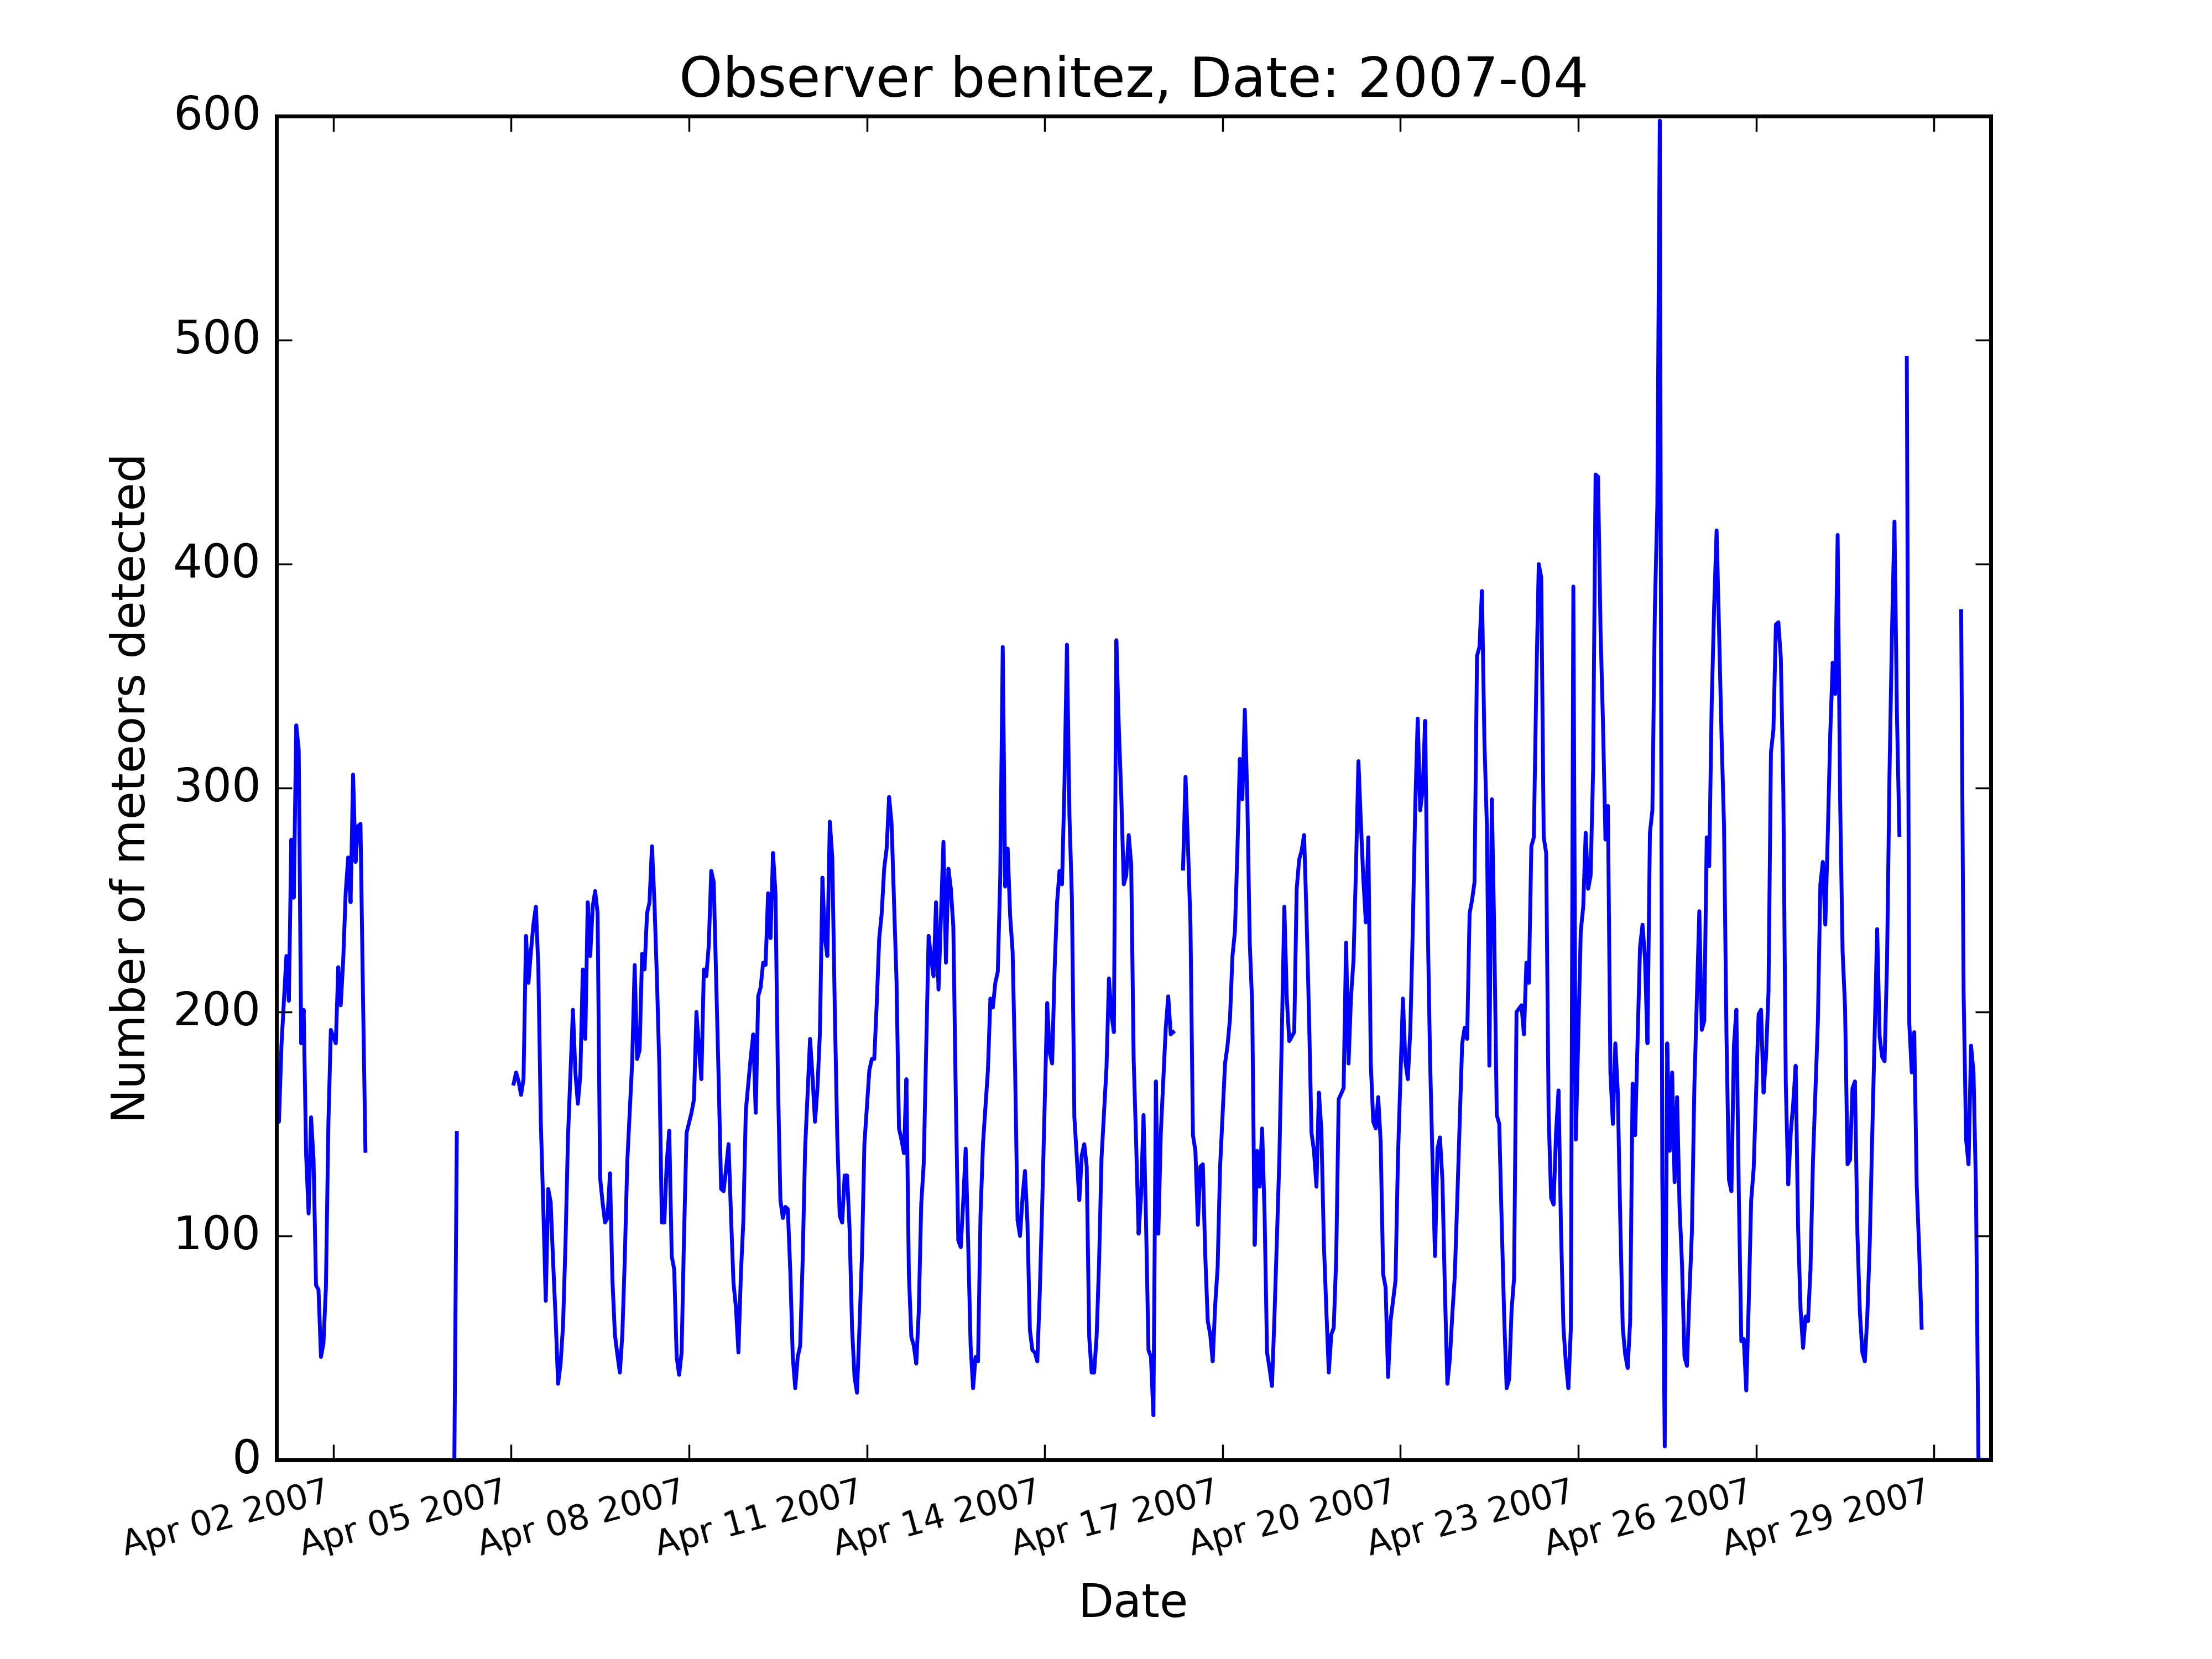 Observer benitez, Date: 2007-04
600
500
400
300
200
100
0
Number of meteors detected
Apr 02 2007
Apr 05 2007
Apr 08 2007
Apr 11 2007
Apr 14 2007
Apr 17 2007
Apr 20 2007
Apr 23 2007
Apr 26 2007
Apr 29 2007
Date